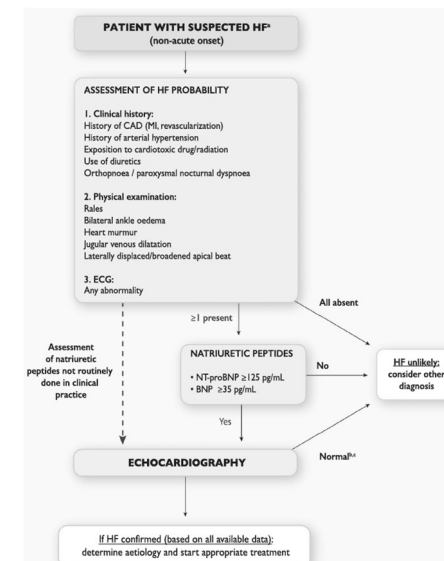 PATIENT WITH SUSPECTED HFa
(non-acute onset)
ASSESSMENT OF HF PROBABILITY
1. Clinical history:
History of CAD (MI, revascularization)
History of arterial hypertension
Exposition to cardiotoxic drug/radiation
Use of diuretics
Orthopnoea / paroxysmal nocturnal dyspnoea
2. Physical examination:
Rales
Bilateral ankle oedema
Heart murmur
Jugular venous dilatation
Laterally displaced/broadened apical beat
3. ECG:
Any abnormality
All absent
≥1 present
Assessment
of natriuretic
peptides not routinely
done in clinical
practice
NATRIURETIC PEPTIDES
• NT-proBNP ≥125 pg/mL
• BNP ≥35 pg/mL
No
HF unlikely:
consider other
diagnosis
Yes
ECHOCARDIOGRAPHY
Normalb,c
If HF confirmed (based on all available data):
determine aetiology and start appropriate treatment